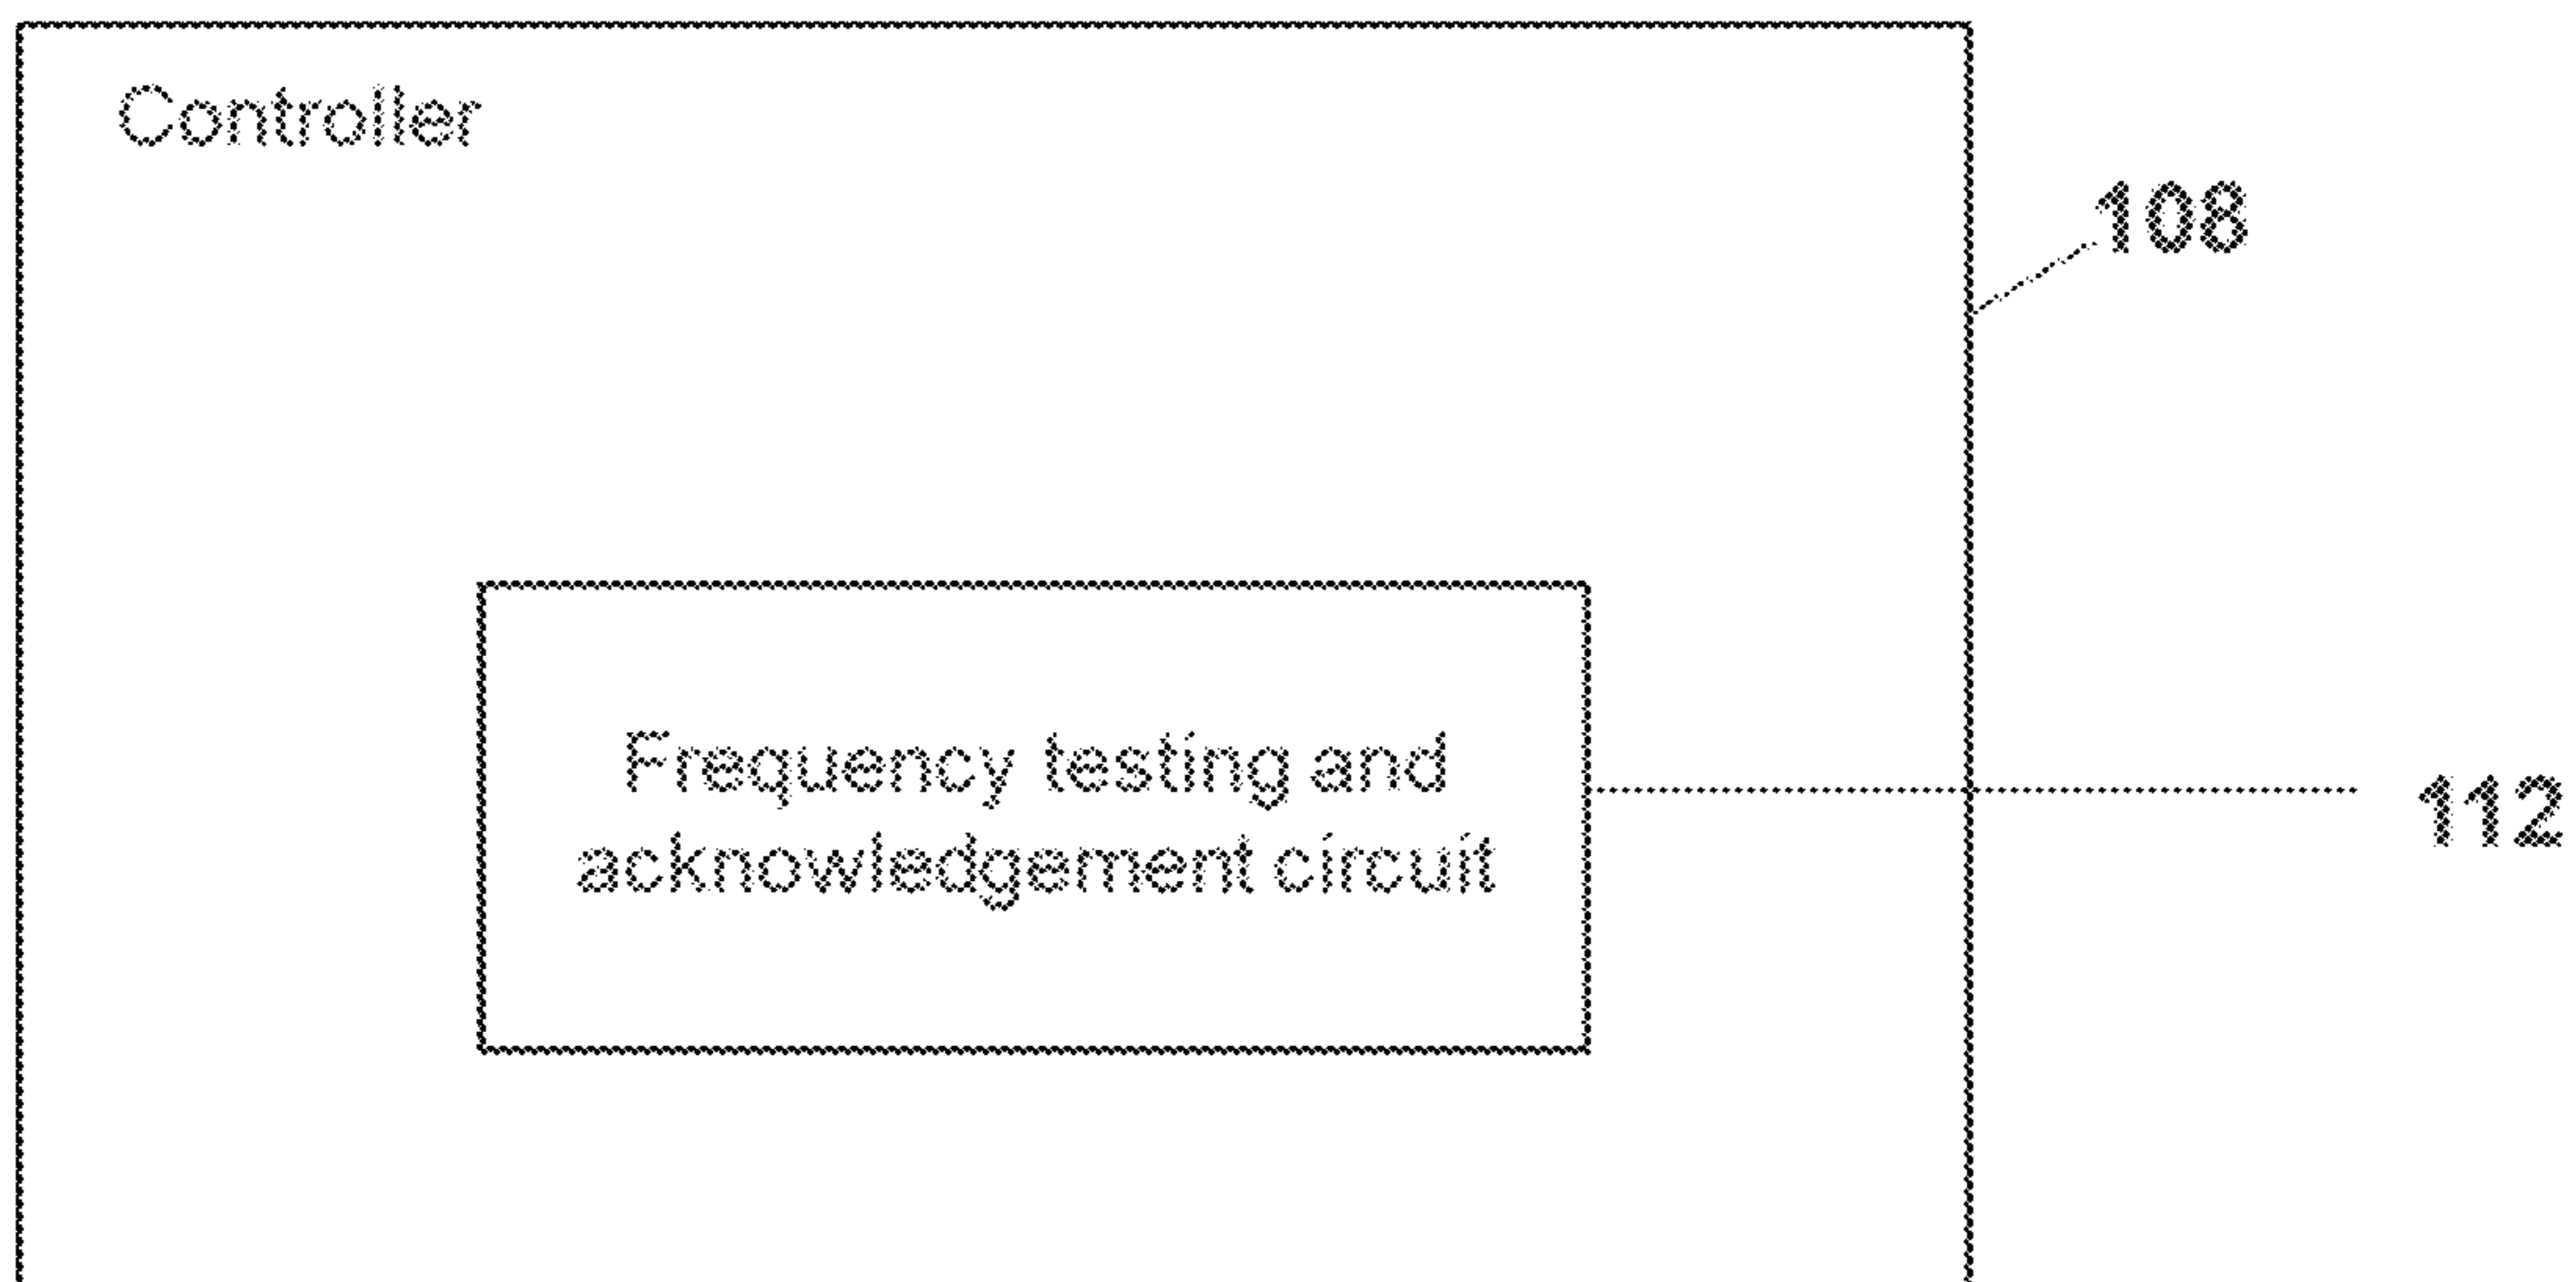 Controller
108
Frequency testing and
acknowledgement circuit
112